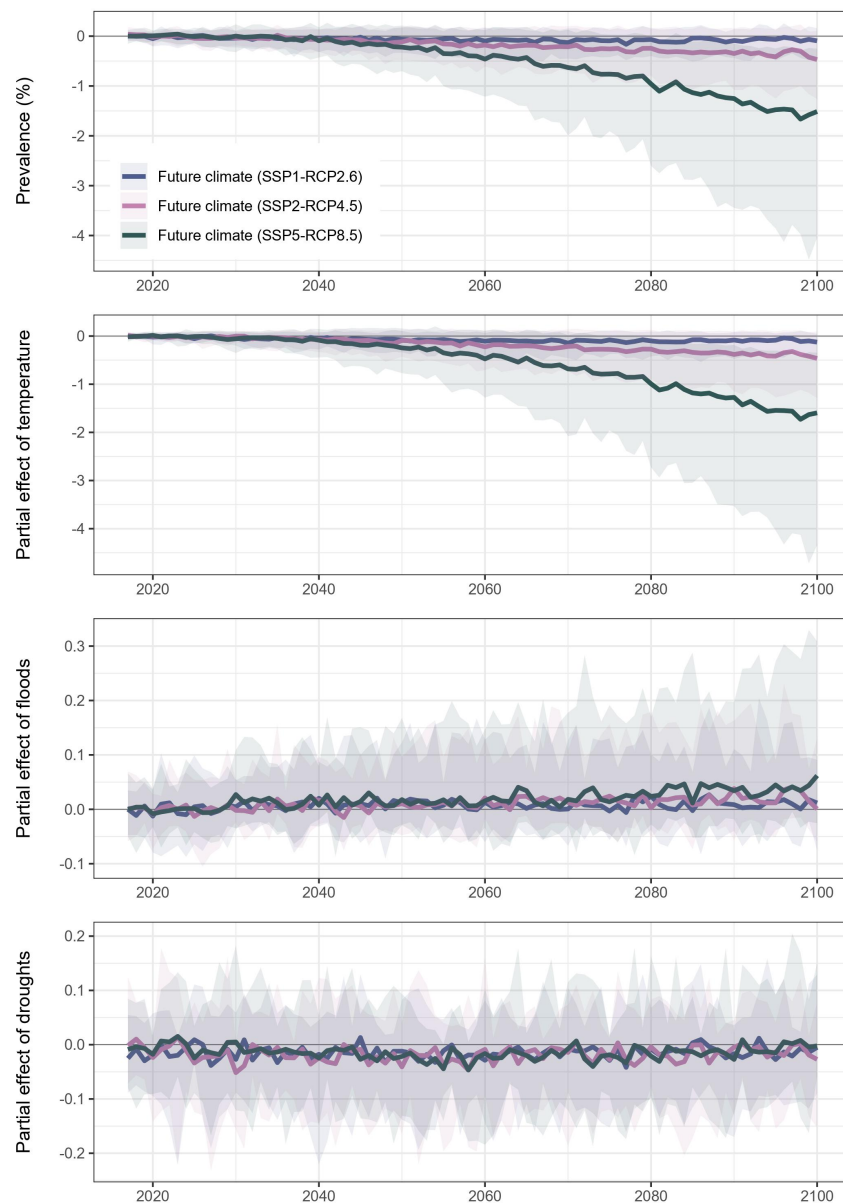 Prevalence (%)
0
-1
-2
-3
-4
Future climate (SSP1-RCP2.6)
Future climate (SSP2-RCP4.5)
Future climate (SSP5-RCP8.5)
2020 2040 2060 2080 2100
Partial effect of temperature
0
-1
-2
-3
-4
2020 2040 2060 2080 2100
Partial effect of floods
0.3
0.2
0.1
0.0
-0.1
2020 2040 2060 2080 2100
Partial effect of droughts
0.2
0.1
0.0
-0.1
-0.2
2020 2040 2060 2080 2100